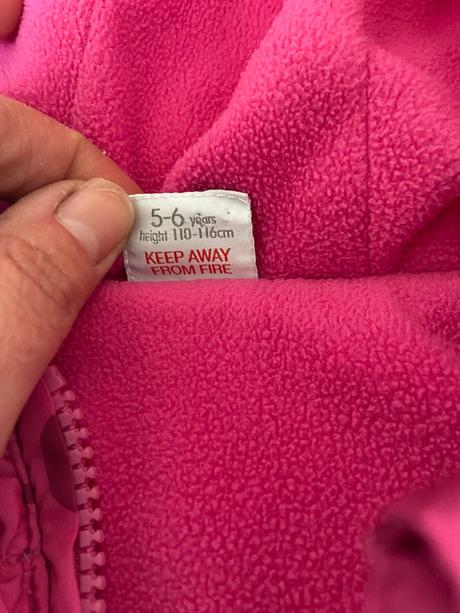 5-6 years
height 110-116cm
KEEP AWAY
FROM FIRE